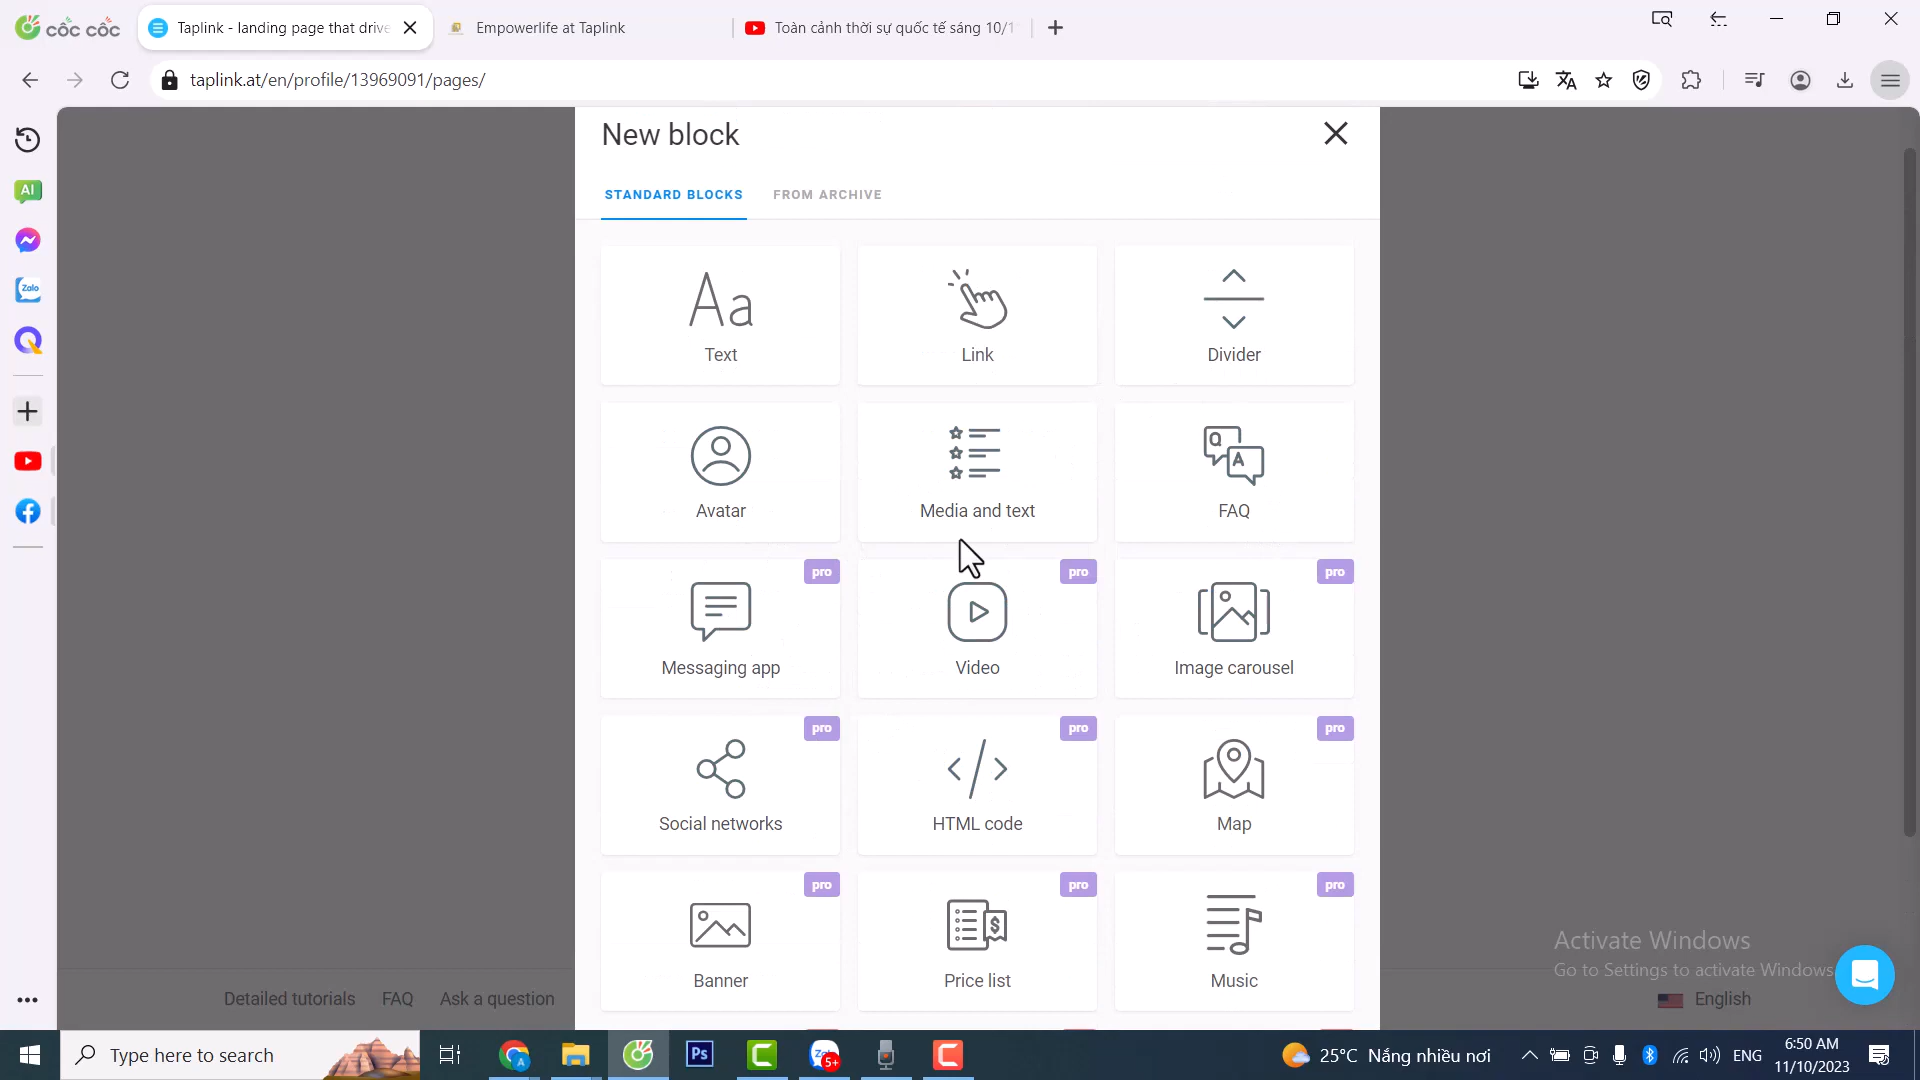 cốc cốc
Taplink - landing page that drive
Empowerlife at Taplink
Toàn cảnh thời sự quốc tế sáng 10/1
taplink.at/en/profile/13969091/pages/
New block
STANDARD BLOCKS
FROM ARCHIVE
Aa
Text
Link
Divider
Avatar
Media and text
Q
A
FAQ
pro
Messaging app
pro
Video
pro
Image carousel
pro
Social networks
pro
HTML code
pro
Map
pro
Banner
pro
Price list
pro
Music
AI
Zalo
Activate Windows
Go to Settings to activate Windows
Detailed tutorials
FAQ
Ask a question
English
Type here to search
Ps
5+
25°C Nắng nhiều nơi
ENG
6:50 AM
11/10/2023